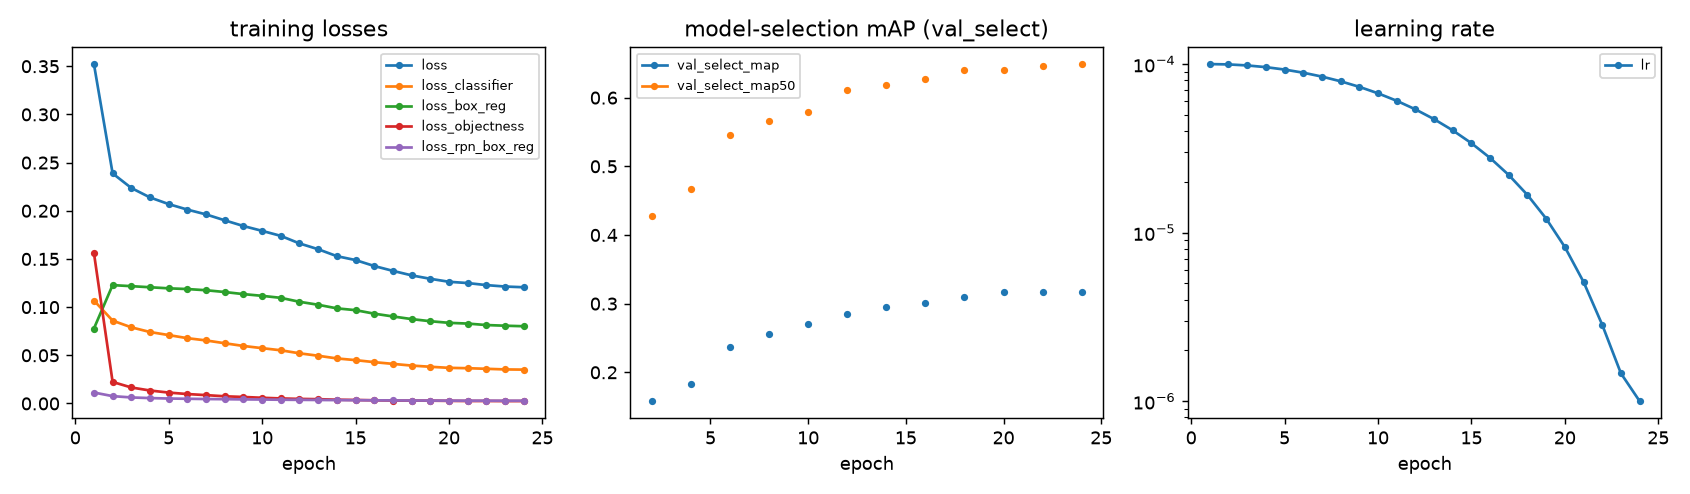 training losses
0.35
0.30
0.25
0.20
0.15
0.10
0.05
0.00
loss
loss_classifier
loss_box_reg
loss_objectness
loss_rpn_box_reg
0 5 10 15 20 25
epoch
model-selection mAP (val_select)
val_select_map
val_select_map50
0.6
0.5
0.4
0.3
0.2
5 10 15 20 25
epoch
learning rate
lr
10⁻⁴
10⁻⁵
10⁻⁶
0 5 10 15 20 25
epoch